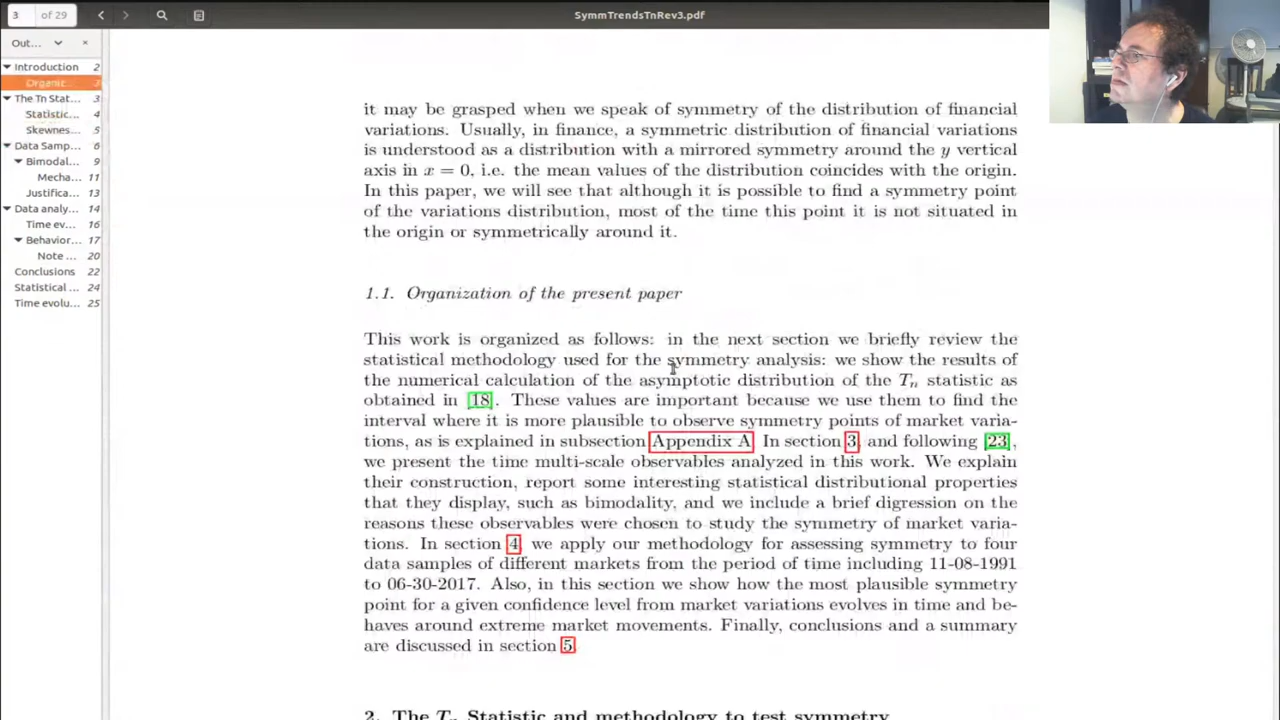 3 of 29
SymmTrendsTnRev3.pdf
Out...
Introduction 2
Organiz... 2
The Tn Stat... 3
Statistic... 4
Skewnes... 5
Data Samp... 6
Bimodal... 9
Mecha... 11
Justifica... 13
Data analy... 14
Time ev... 16
Behavior... 17
Note ... 20
Conclusions 22
Statistical ... 24
Time evolu... 25
it may be grasped when we speak of symmetry of the distribution of financial
variations. Usually, in finance, a symmetric distribution of financial variations
is understood as a distribution with a mirrored symmetry around the y vertical
axis in x = 0, i.e. the mean values of the distribution coincides with the origin.
In this paper, we will see that although it is possible to find a symmetry point
of the variations distribution, most of the time this point it is not situated in
the origin or symmetrically around it.
1.1. Organization of the present paper
This work is organized as follows: in the next section we briefly review the
statistical methodology used for the symmetry analysis: we show the results of
the numerical calculation of the asymptotic distribution of the Tn statistic as
obtained in [18]. These values are important because we use them to find the
interval where it is more plausible to observe symmetry points of market varia-
tions, as is explained in subsection Appendix A. In section 3, and following [23],
we present the time multi-scale observables analyzed in this work. We explain
their construction, report some interesting statistical distributional properties
that they display, such as bimodality, and we include a brief digression on the
reasons these observables were chosen to study the symmetry of market varia-
tions. In section 4, we apply our methodology for assessing symmetry to four
data samples of different markets from the period of time including 11-08-1991
to 06-30-2017. Also, in this section we show how the most plausible symmetry
point for a given confidence level from market variations evolves in time and be-
haves around extreme market movements. Finally, conclusions and a summary
are discussed in section 5.
2. The Tn Statistic and methodology to test symmetry